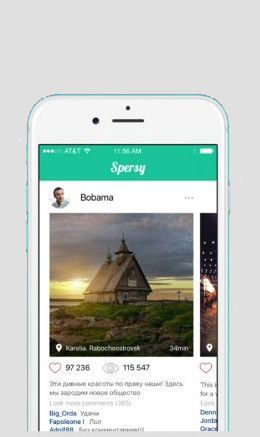 AT&T 11:56 AM
Spersy
Bobama
Karelia. Rabocheostrovsk 34min
97 236 115 547
Эти дивные красоты по праву наши! Здесь This i
мы зародим новое общество for a v
Look more comments (365) Look
Big_Orda Удачи Denn
Fapoleone I Лол Jorda
Adolf88 Без комментариев!!!!